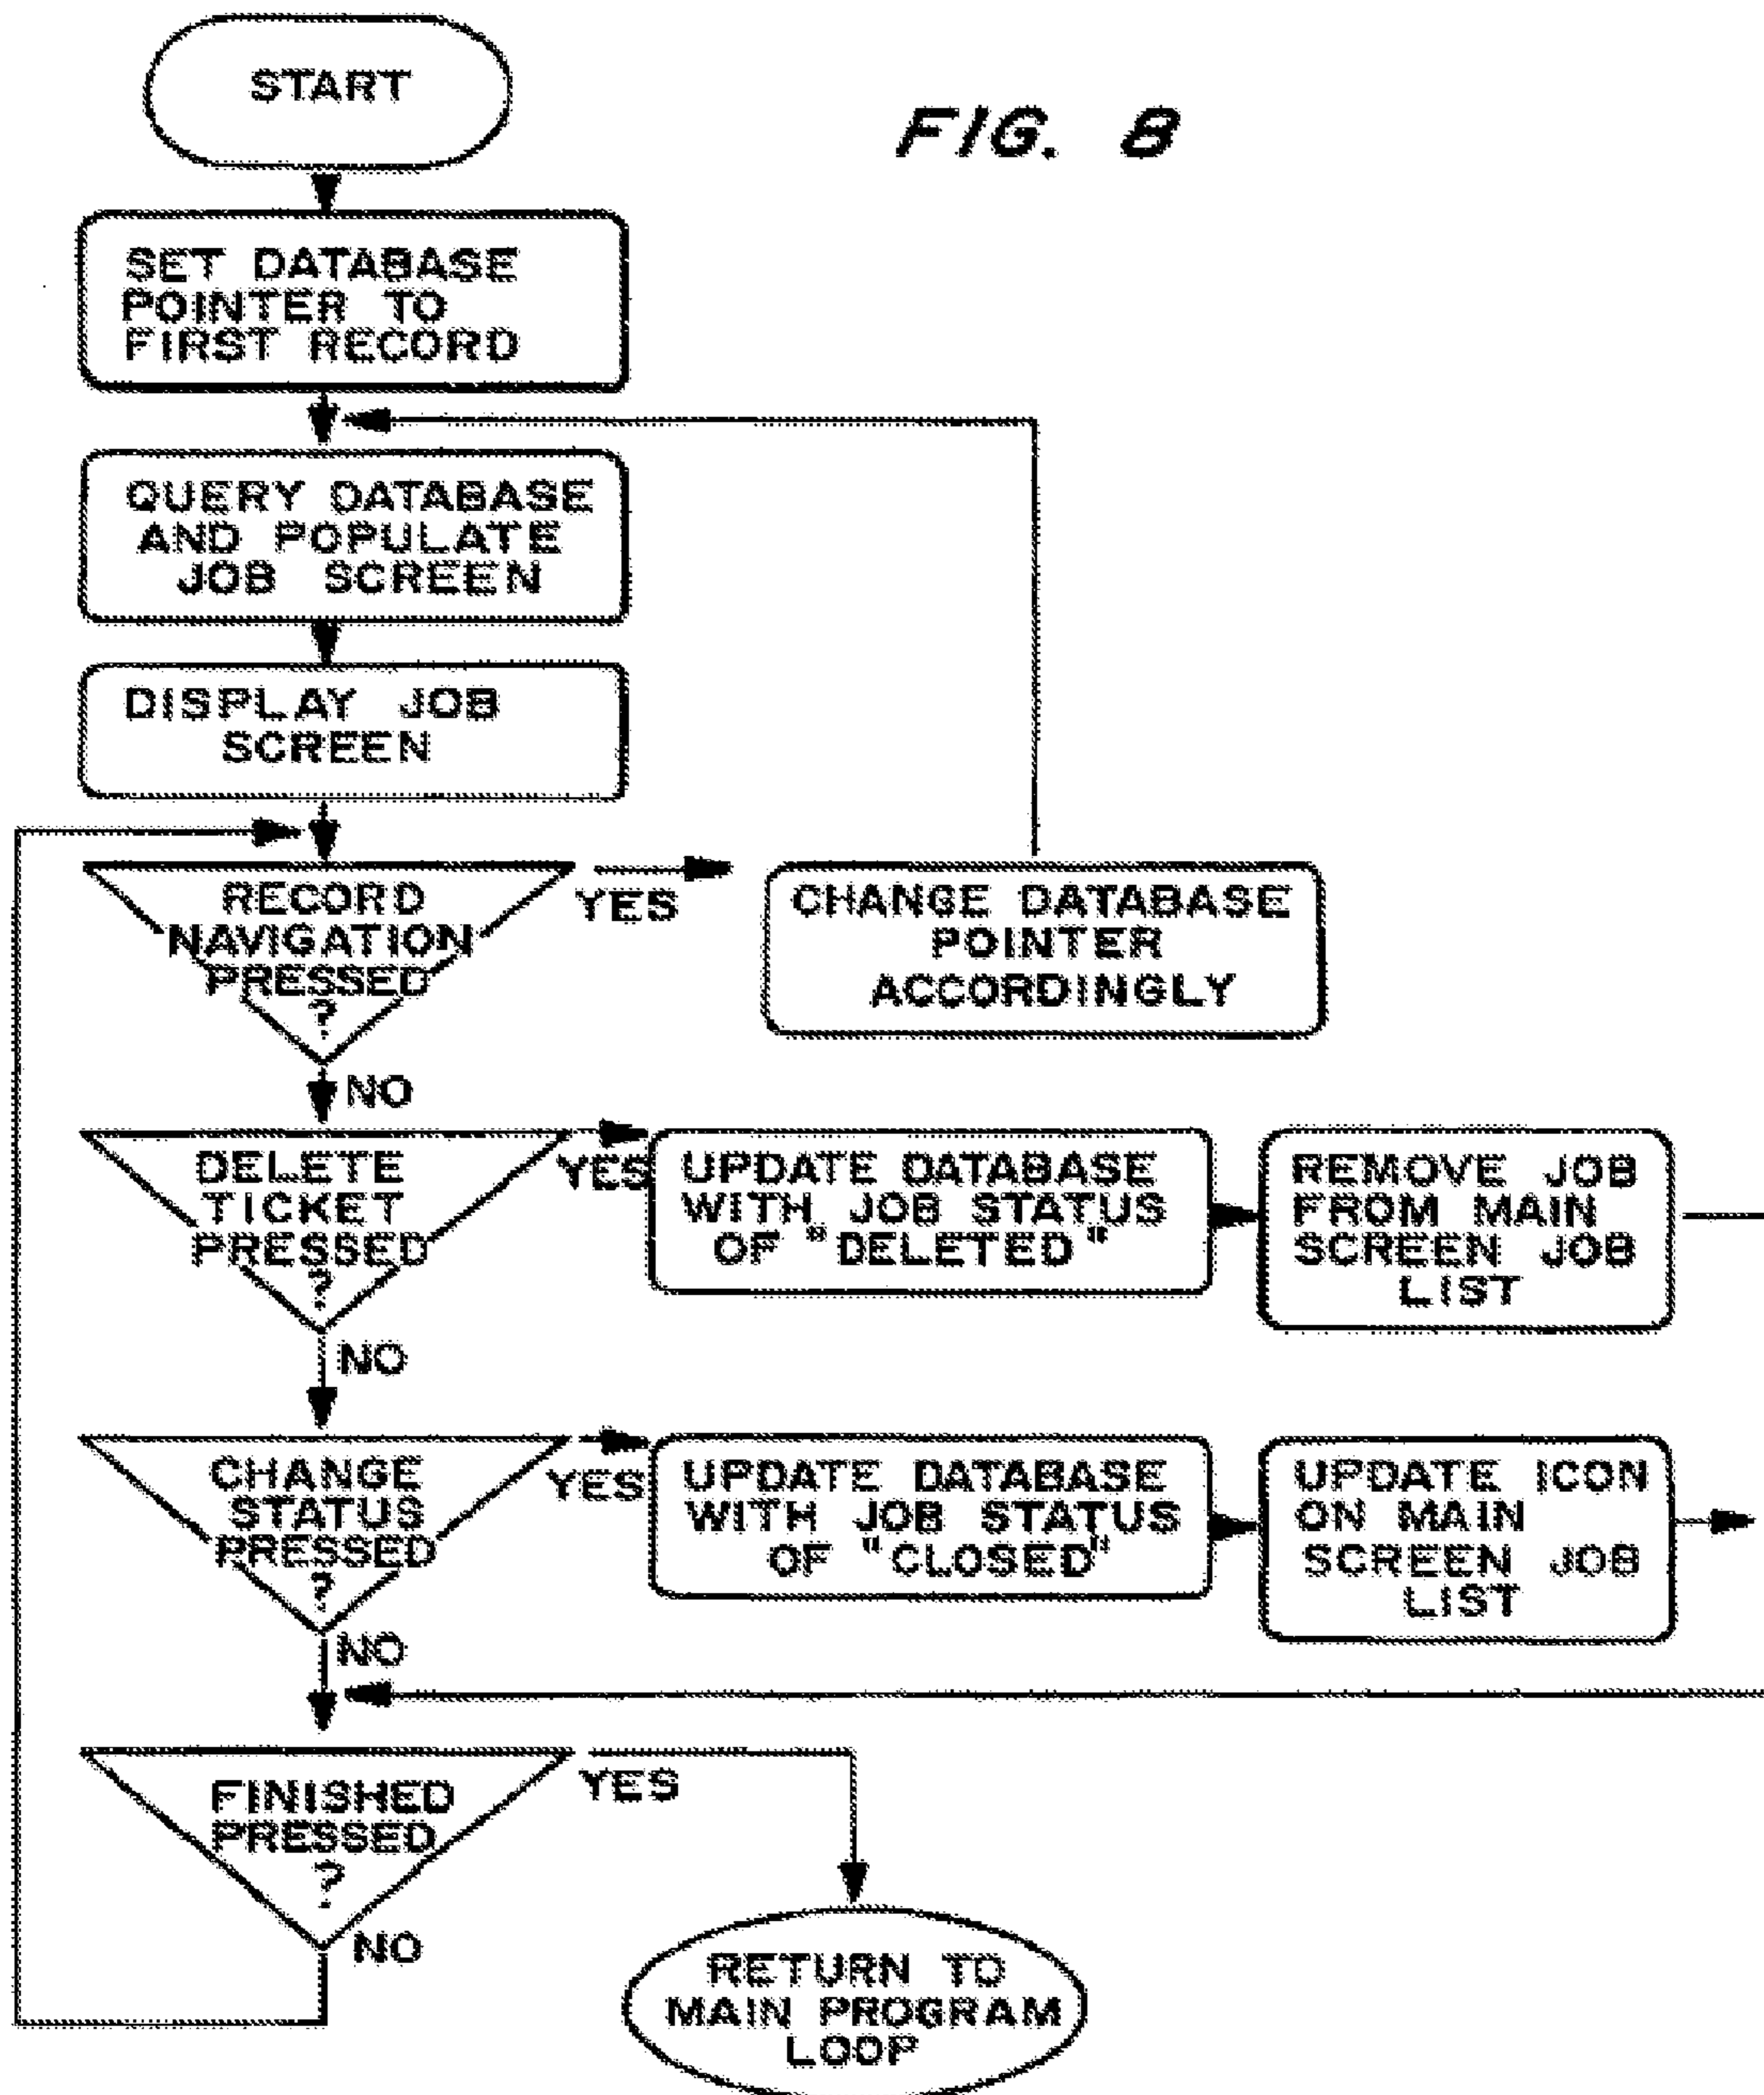 START
FIG. 8
SET DATABASE
POINTER TO
FIRST RECORD
QUERY DATABASE
AND POPULATE
JOB SCREEN
DISPLAY JOB
SCREEN
RECORD
NAVIGATION
PRESSED
?
YES
CHANGE DATABASE
POINTER
ACCORDINGLY
NO
DELETE
TICKET
PRESSED
?
YES
UPDATE DATABASE
WITH JOB STATUS
OF "DELETED"
REMOVE JOB
FROM MAIN
SCREEN JOB
LIST
NO
CHANGE
STATUS
PRESSED
?
YES
UPDATE DATABASE
WITH JOB STATUS
OF "CLOSED"
UPDATE ICON
ON MAIN
SCREEN JOB
LIST
NO
FINISHED
PRESSED
?
YES
NO
RETURN TO
MAIN PROGRAM
LOOP